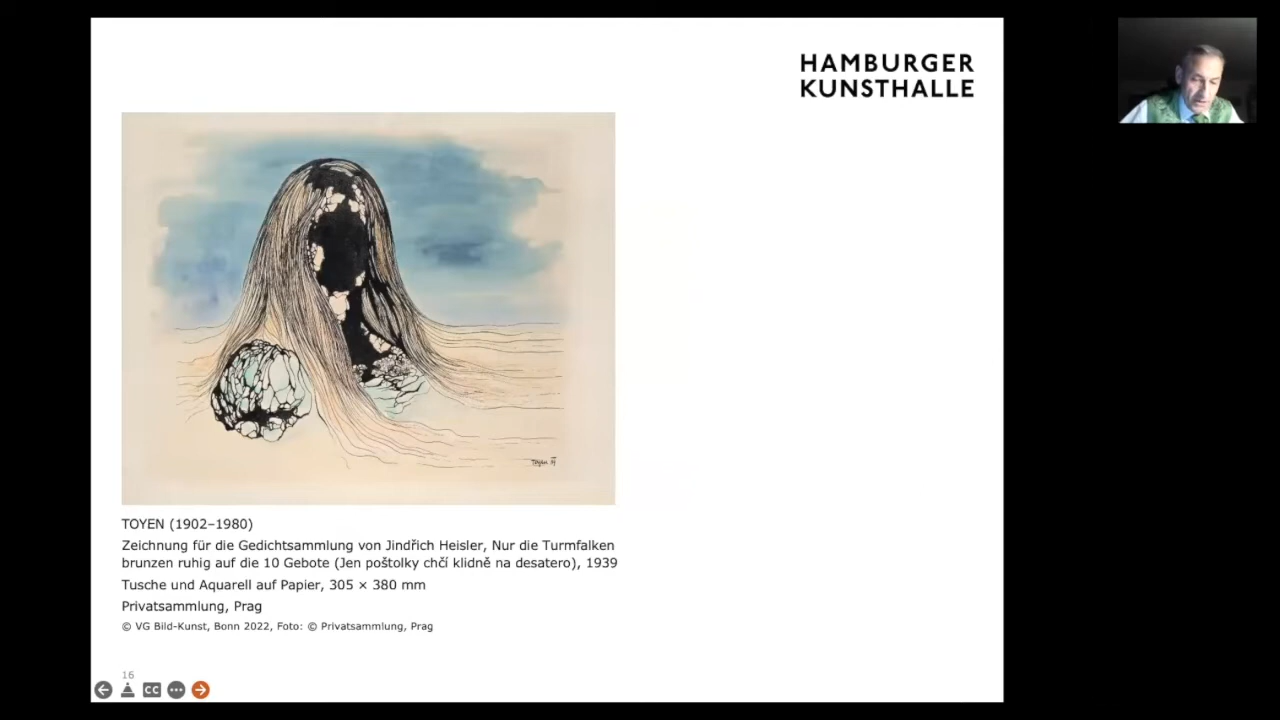 HAMBURGER
KUNSTHALLE
TOYEN (1902–1980)
Zeichnung für die Gedichtsammlung von Jindřich Heisler, Nur die Turmfalken
brunzen ruhig auf die 10 Gebote (Jen poštolky chčí klidně na desatero), 1939
Tusche und Aquarell auf Papier, 305 × 380 mm
Privatsammlung, Prag
© VG Bild-Kunst, Bonn 2022, Foto: © Privatsammlung, Prag
16
CC